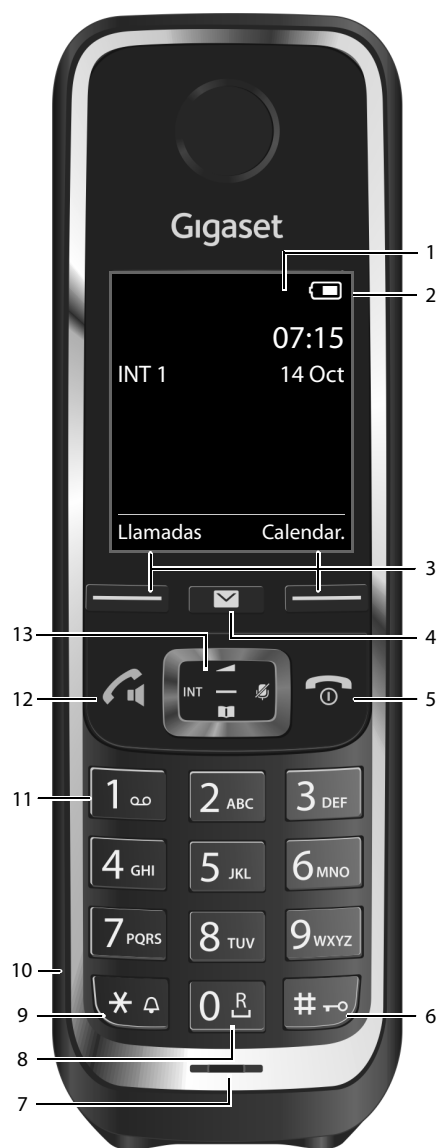 Gigaset
1
2
07:15
INT 1 14 Oct
Llamadas Calendar.
3
4
13
INT
12
5
11
1 2 ABC 3 DEF
4 GHI 5 JKL 6 MNO
7 PQRS 8 TUV 9 WXYZ
10
* 0 R #
9
6
8
7